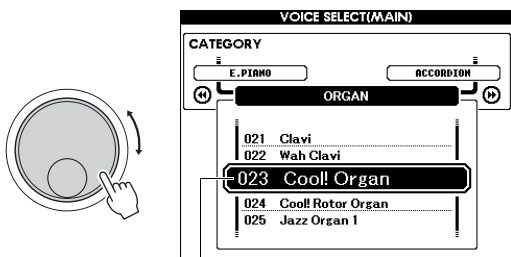 VOICE SELECT(MAIN)
CATEGORY
E.PIANO ACCORDION
ORGAN
021 Clavi
022 Wah Clavi
023 Cool! Organ
024 Cool! Rotor Organ
025 Jazz Organ 1